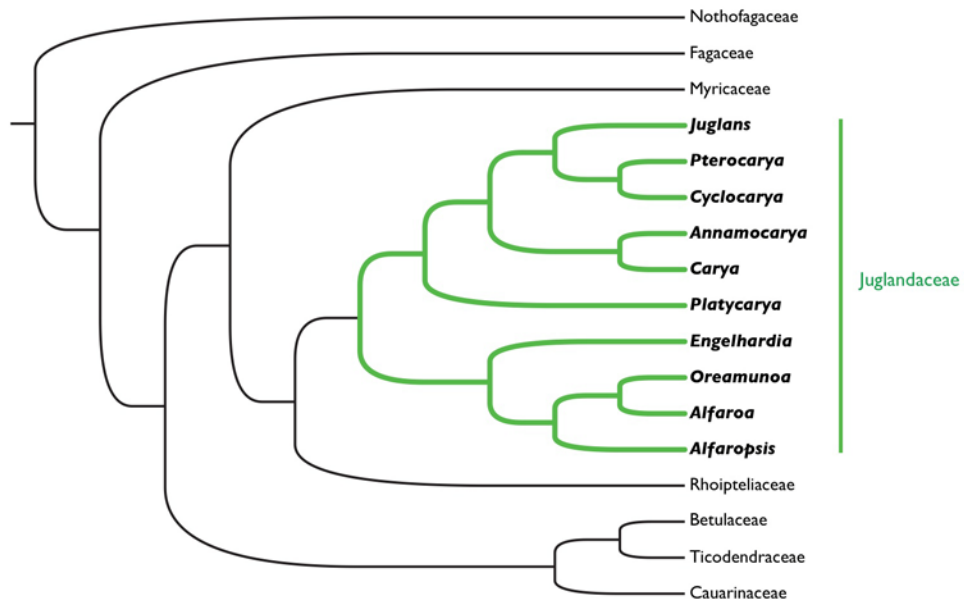 Nothofagaceae
Fagaceae
Myricaceae
Juglans
Pterocarya
Cyclocarya
Annamocarya
Carya
Juglandaceae
Platycarya
Engelhardia
Oreamunoa
Alfaroa
Alfaropsis
Rhoipteliaceae
Betulaceae
Ticodendraceae
Cauarinaceae